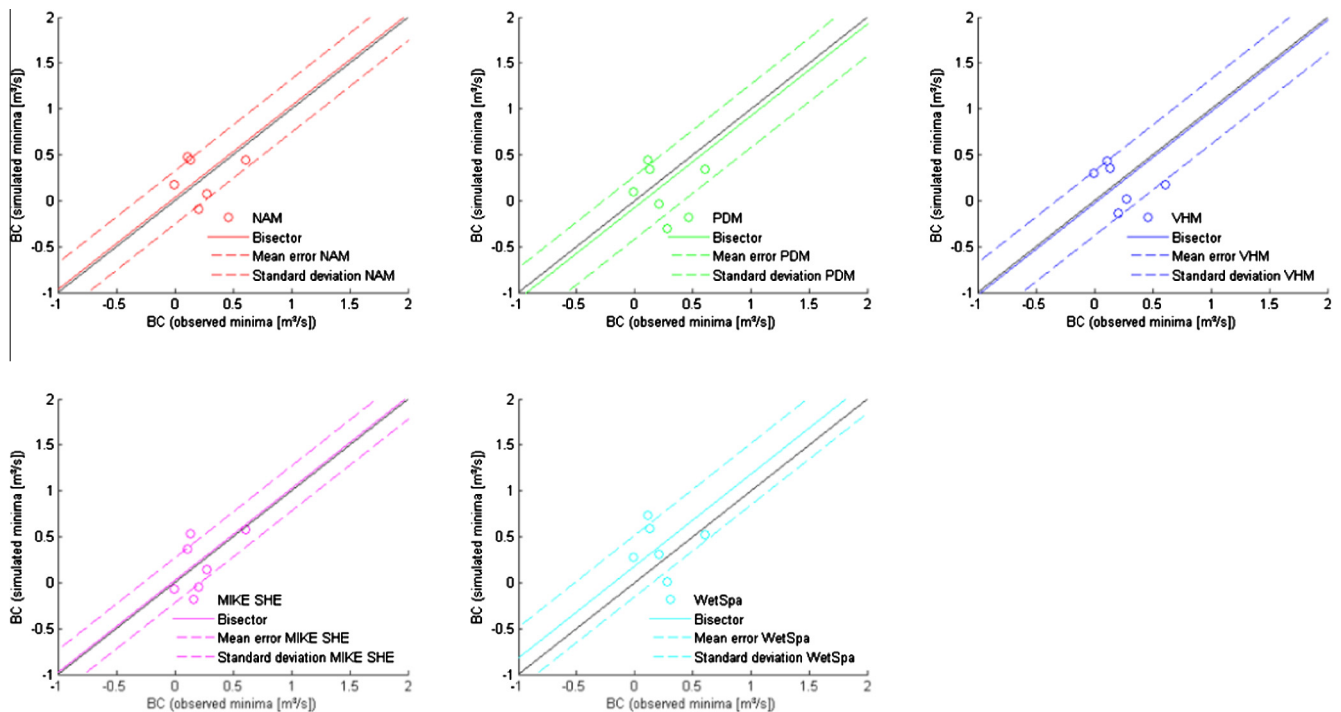 2
1.5
1
0.5
0
-0.5
-1
BC (simulated minima [m³/s])
NAM
Bisector
Mean error NAM
Standard deviation NAM
-1 -0.5 0 0.5 1 1.5 2
BC (observed minima [m³/s])
2
1.5
1
0.5
0
-0.5
-1
BC (simulated minima [m³/s])
PDM
Bisector
Mean error PDM
Standard deviation PDM
-1 -0.5 0 0.5 1 1.5 2
BC (observed minima [m³/s])
2
1.5
1
0.5
0
-0.5
-1
BC (simulated minima [m³/s])
VHM
Bisector
Mean error VHM
Standard deviation VHM
-1 -0.5 0 0.5 1 1.5 2
BC (observed minima [m³/s])
2
1.5
1
0.5
0
-0.5
-1
BC (simulated minima [m³/s])
MIKE SHE
Bisector
Mean error MIKE SHE
Standard deviation MIKE SHE
-1 -0.5 0 0.5 1 1.5 2
BC (observed minima [m³/s])
2
1.5
1
0.5
0
-0.5
-1
BC (simulated minima [m³/s])
WetSpa
Bisector
Mean error WetSpa
Standard deviation WetSpa
-1 -0.5 0 0.5 1 1.5 2
BC (observed minima [m³/s])